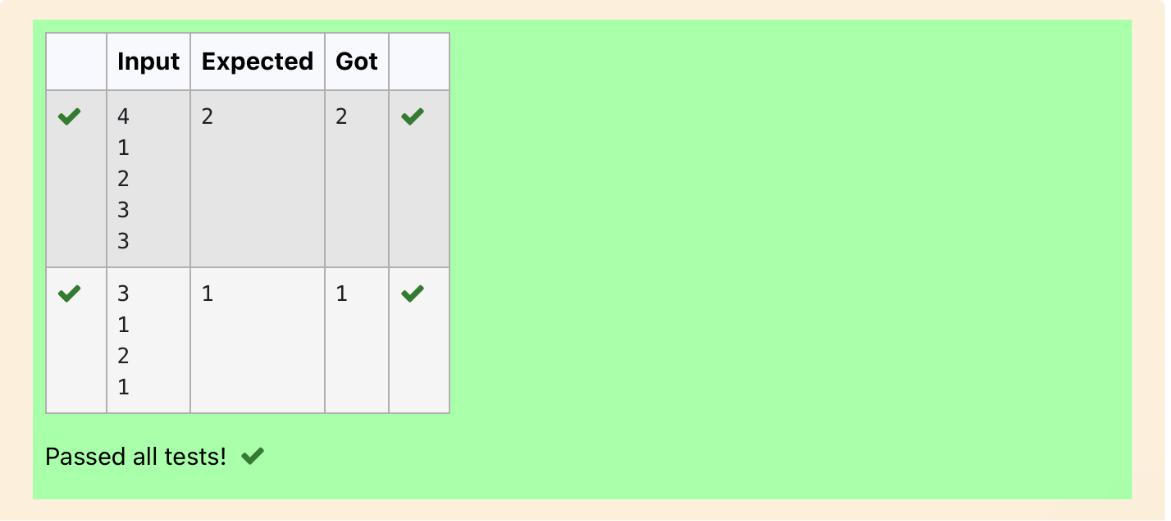 Input Expected Got
4 2 2
1
2
3
3
3 1 1
1
2
1
Passed all tests!